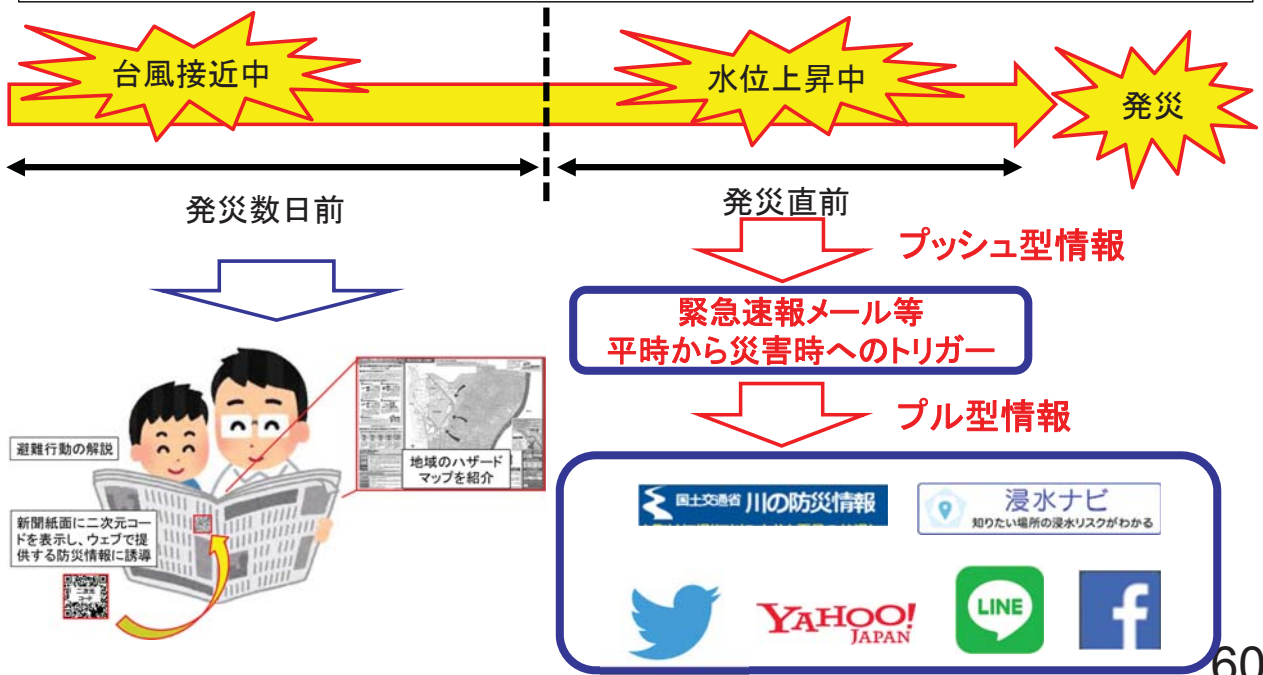 台風接近中
水位上昇中
発災
発災数日前
発災直前
プッシュ型情報
緊急速報メール等
平時から災害時へのトリガー
プル型情報
避難行動の解説
地域のハザード
マップを紹介
新聞紙面に二次元コー
ドを表示し、ウェブで提
供する防災情報に誘導
二次元
コード
国土交通省 川の防災情報
浸水ナビ
知りたい場所の浸水リスクがわかる
YAHOO!
JAPAN
LINE
f
60